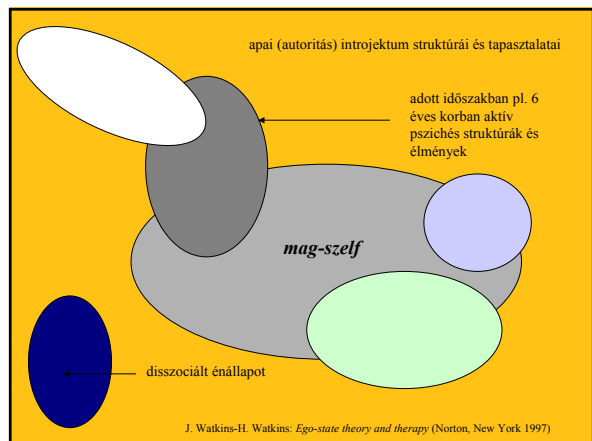 apai (autoritás) introjektum struktúrái és tapasztalatai
adott időszakban pl. 6
éves korban aktív
pszichés struktúrák és
élmények
mag-szelf
disszociált énállapot
J. Watkins-H. Watkins: Ego-state theory and therapy (Norton, New York 1997)